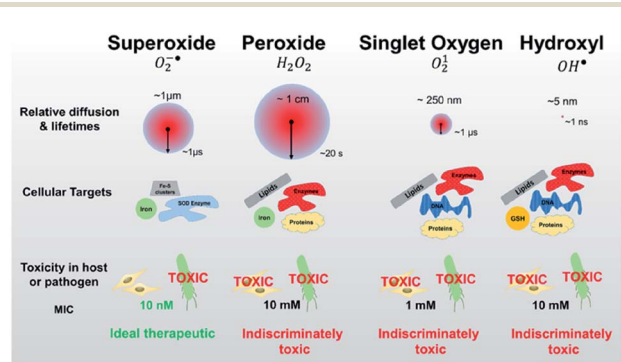 Superoxide Peroxide Singlet Oxygen Hydroxyl
O₂⁻• H₂O₂ O₂¹ OH•
Relative diffusion
& lifetimes
~1μm
~1μs
~ 1 cm
~20 s
~ 250 nm
~1 μs
~5 nm
~1 ns
Cellular Targets
Fe-S
clusters
Iron
SOD Enzyme
Lipids
Enzymes
Iron
Proteins
Lipids
Enzymes
DNA
Proteins
Lipids
Enzymes
DNA
GSH
Proteins
Toxicity in host
or pathogen
TOXIC
TOXIC TOXIC
TOXIC TOXIC
TOXIC TOXIC
MIC
10 nM 10 mM 1 mM 10 mM
Ideal therapeutic Indiscriminately Indiscriminately Indiscriminately
toxic toxic toxic